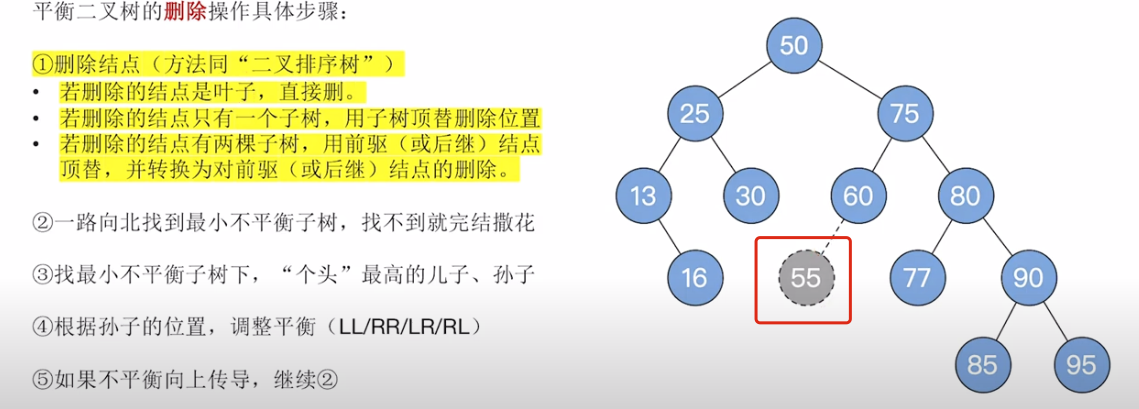 平衡二叉树的删除操作具体步骤：
①删除结点（方法同“二叉排序树”）
• 若删除的结点是叶子，直接删。
• 若删除的结点只有一个子树，用子树顶替删除位置
• 若删除的结点有两棵子树，用前驱（或后继）结点
顶替，并转换为对前驱（或后继）结点的删除。
②一路向北找到最小不平衡子树，找不到就完结撒花
③找最小不平衡子树下，“个头”最高的儿子、孙子
④根据孙子的位置，调整平衡（LL/RR/LR/RL）
⑤如果不平衡向上传导，继续②
50
25 75
13 30 60 80
16 55 77 90
85 95